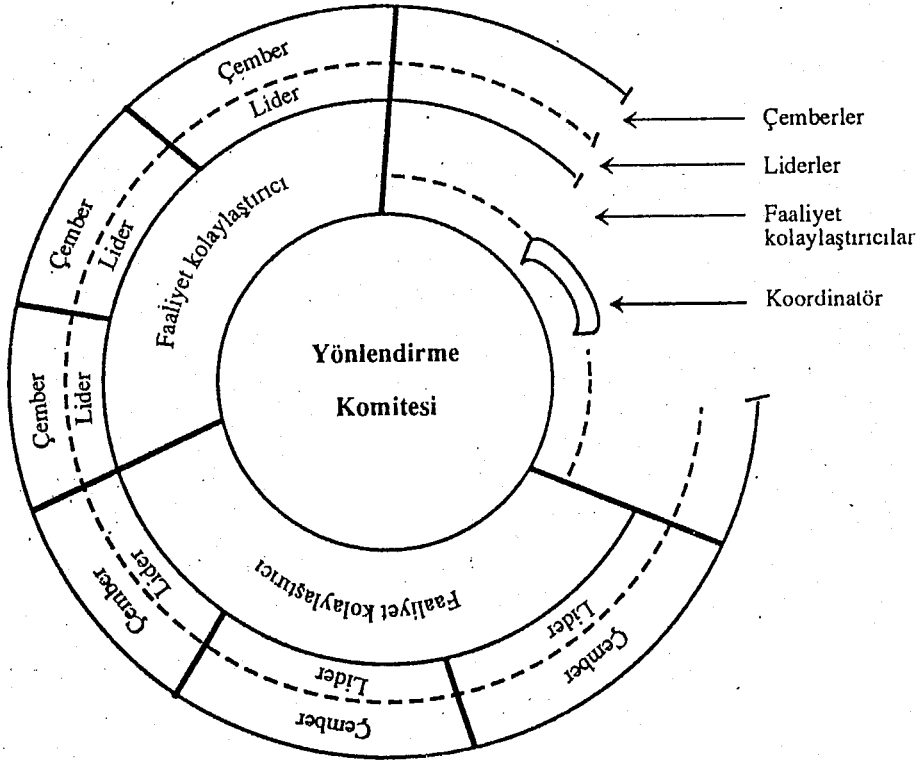 Çember
Lider
Çember
Lider
Çember
Lider
Faaliyet kolaylaştırıcı
Yönlendirme
Komitesi
Çemberler
Liderler
Faaliyet
kolaylaştırıcılar
Koordinatör
Faaliyet kolaylaştırıcı
Lider
Çember
Lider
Çember
Lider
Çember